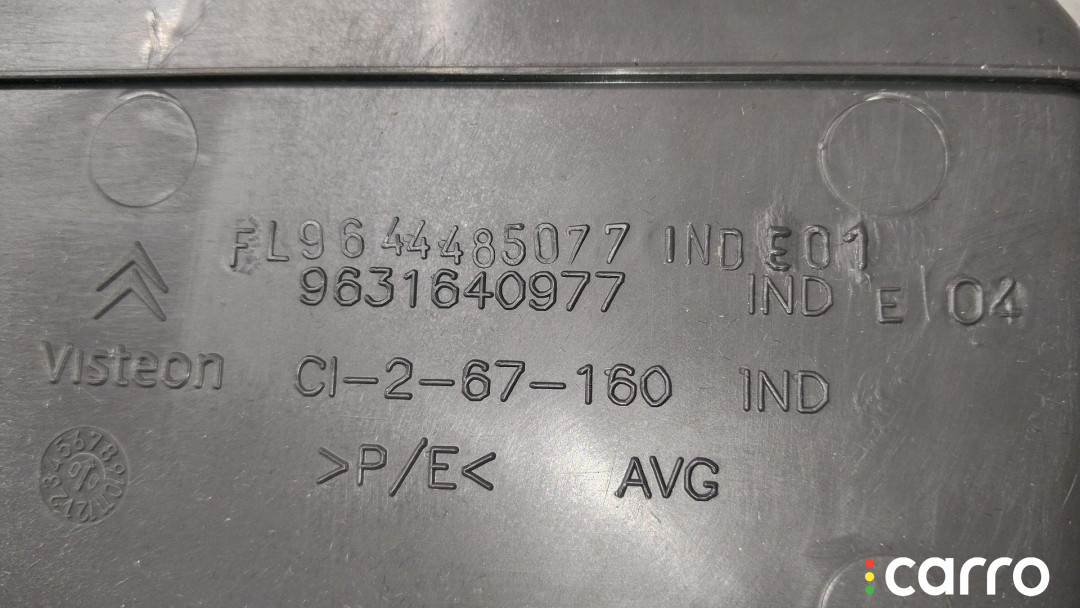 FL9644485077 IND E01
9631640977 IND E/04
Visteon CI-2-67-160 IND
>P/E< AVG
carro